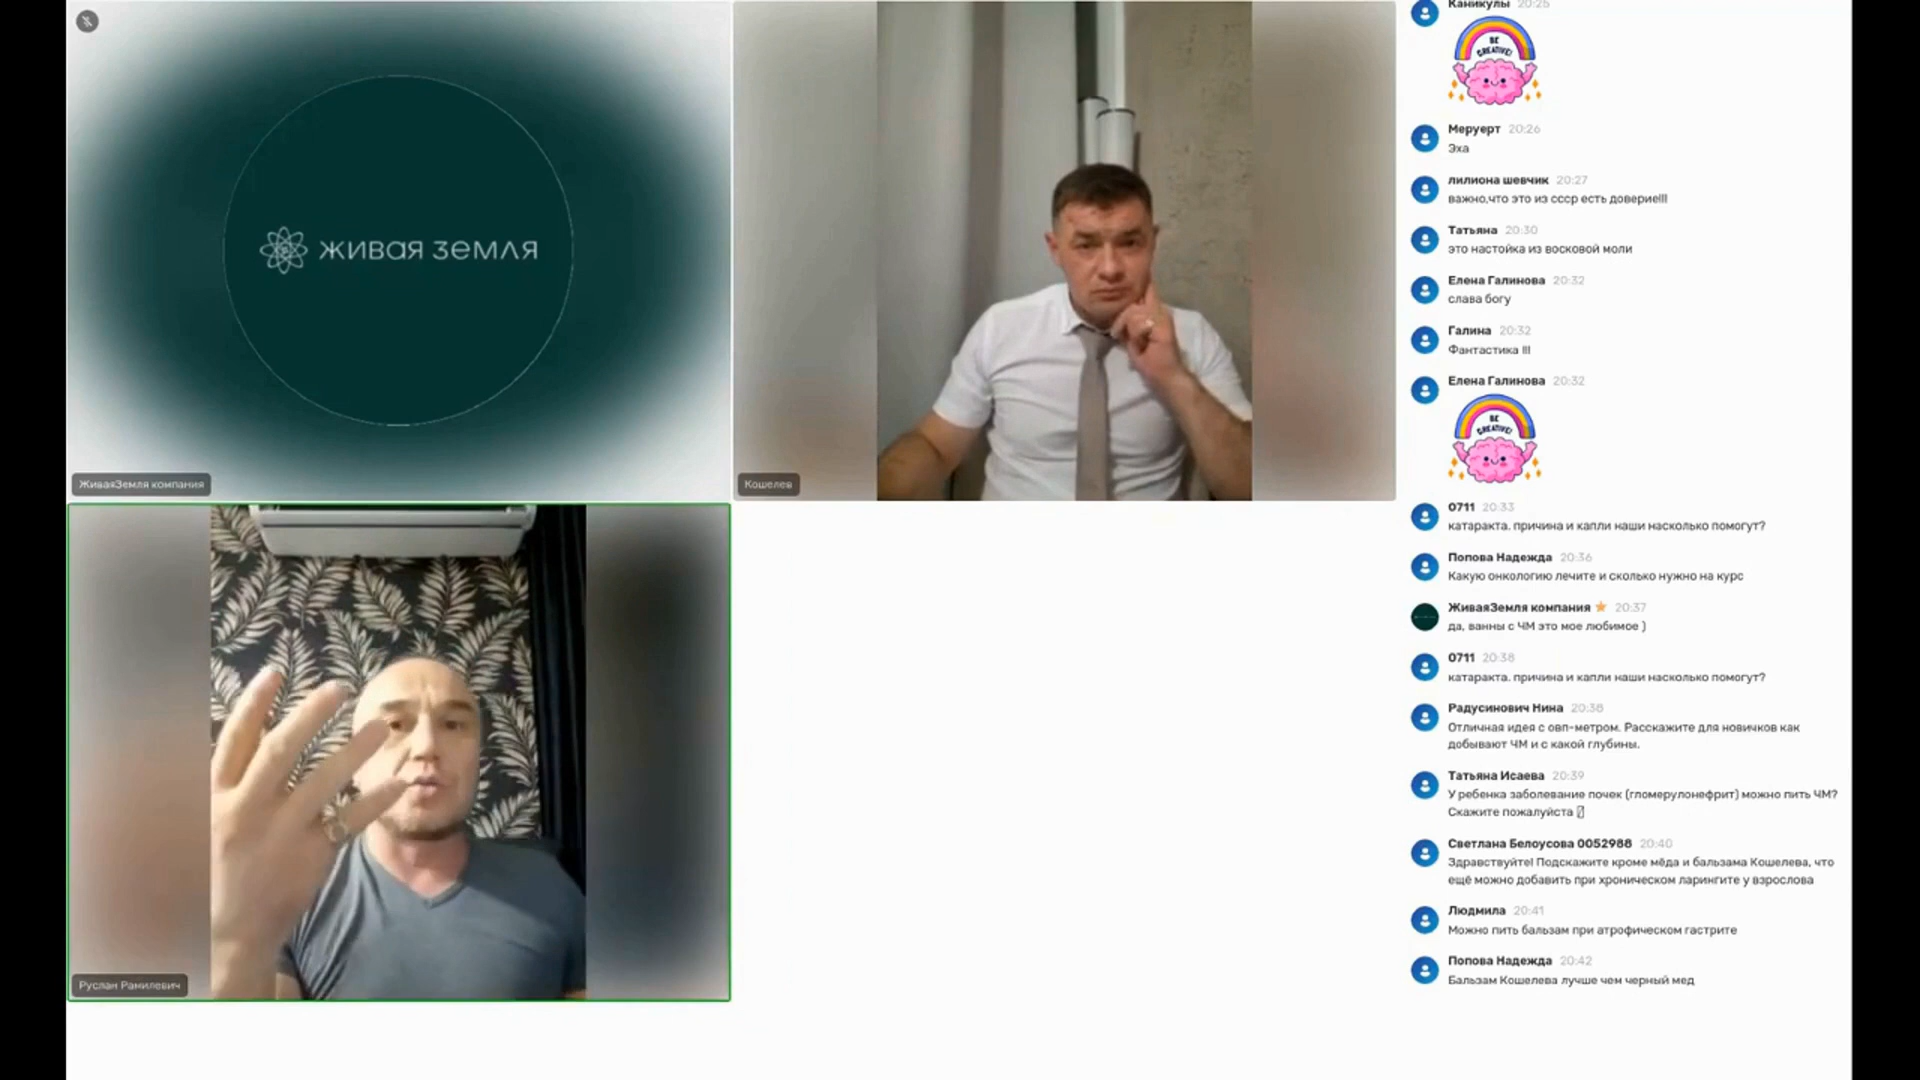 живая земля
ЖиваяЗемля компания
Кошелев
Руслан Рамилевич
Каникулы 20:25
BE
CREATIVE!
Меруерт 20:26
Эха
лилиона шевчик 20:27
важно,что это из ссср есть доверие!!!
Татьяна 20:30
это настойка из восковой моли
Елена Галинова 20:32
слава богу
Галина 20:32
Фантастика !!!
Елена Галинова 20:32
BE
CREATIVE!
0711 20:33
катаракта. причина и капли наши насколько помогут?
Попова Надежда 20:36
Какую онкологию лечите и сколько нужно на курс
ЖиваяЗемля компания 20:37
да, ванны с ЧМ это мое любимое )
0711 20:38
катаракта. причина и капли наши насколько помогут?
Радусинович Нина 20:38
Отличная идея с овп-метром. Расскажите для новичков как
добывают ЧМ и с какой глубины.
Татьяна Исаева 20:39
У ребенка заболевание почек (гломерулонефрит) можно пить ЧМ?
Скажите пожалуйста
Светлана Белоусова 0052988 20:40
Здравствуйте! Подскажите кроме мёда и бальзама Кошелева, что
ещё можно добавить при хроническом ларингите у взрослова
Людмила 20:41
Можно пить бальзам при атрофическом гастрите
Попова Надежда 20:42
Бальзам Кошелева лучше чем черный мед